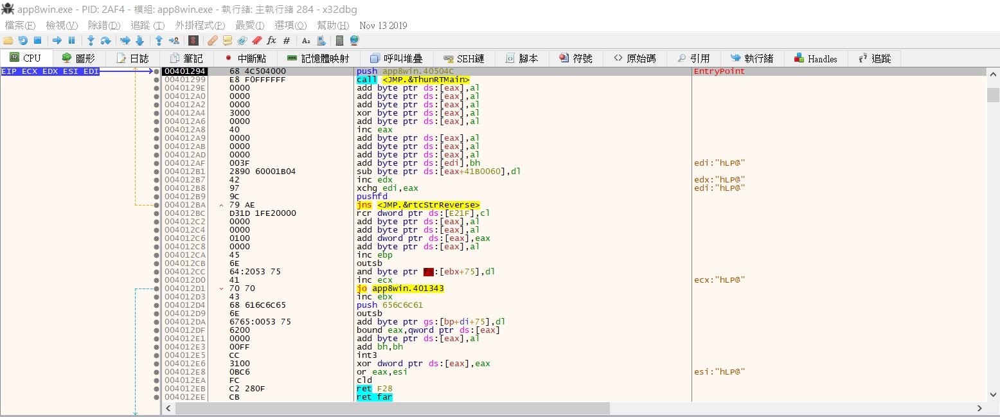 app8win.exe - PID: 2AF4 - 模組: app8win.exe - 執行緒: 主執行緒 284 - x32dbg
檔案(F) 檢視(V) 除錯(D) 追蹤 (T) 外掛程式(P) 最愛(I) 選項(O) 幫助(H) Nov 13 2019
CPU 圖形 日誌 筆記 中斷點 記憶體映射 呼叫堆疊 SEH鏈 腳本 符號 原始碼 引用 執行緒 Handles 追蹤
EIP ECX EDX ESI EDI 00401294 68 4C504000 push app8win.40504C EntryPoint
00401299 E8 F0FFFFFF call <JMP.&ThunRTMain>
0040129E 0000 add byte ptr ds:[eax],al
004012A0 0000 add byte ptr ds:[eax],al
004012A2 0000 add byte ptr ds:[eax],al
004012A4 3000 xor byte ptr ds:[eax],al
004012A6 0000 add byte ptr ds:[eax],al
004012A8 40 inc eax
004012A9 0000 add byte ptr ds:[eax],al
004012AB 0000 add byte ptr ds:[eax],al
004012AD 0000 add byte ptr ds:[eax],al
004012AF 003F add byte ptr ds:[edi],bh edi:"hLP@"
004012B1 2890 60001B04 sub byte ptr ds:[eax+41B0060],dl
004012B7 42 inc edx edx:"hLP@"
004012B8 97 xchg edi,eax edi:"hLP@"
004012B9 9C pushfd
004012BA 79 AE jns <JMP.&rtcStrReverse>
004012BC D31D 1FE20000 rcr dword ptr ds:[E21F],cl
004012C2 0000 add byte ptr ds:[eax],al
004012C4 0000 add byte ptr ds:[eax],al
004012C6 0100 add dword ptr ds:[eax],eax
004012C8 0000 add byte ptr ds:[eax],al
004012CA 45 inc ebp
004012CB 6E outsb
004012CC 64:2053 75 and byte ptr fs:[ebx+75],dl
004012D0 41 inc ecx ecx:"hLP@"
004012D1 70 70 jo app8win.401343
004012D3 43 inc ebx
004012D4 68 616C6C65 push 656C6C61
004012D9 6E outsb
004012DA 6765:0053 75 add byte ptr gs:[bp+di+75],dl
004012DF 6200 bound eax,qword ptr ds:[eax]
004012E1 0000 add byte ptr ds:[eax],al
004012E3 00FF add bh,bh
004012E5 CC int3
004012E6 3100 xor dword ptr ds:[eax],eax
004012E8 0BC6 or eax,esi esi:"hLP@"
004012EA FC cld
004012EB C2 280F ret F28
004012EE CB ret far